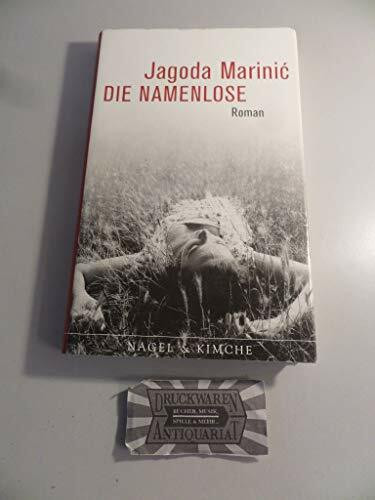 Jagoda Marinić
DIE NAMENLOSE
Roman
NAGEL & KIMCHE
DRUCKWAREN
BÜCHER, MUSIK,
SPIELE & MEHR...
ANTIQUARIAT